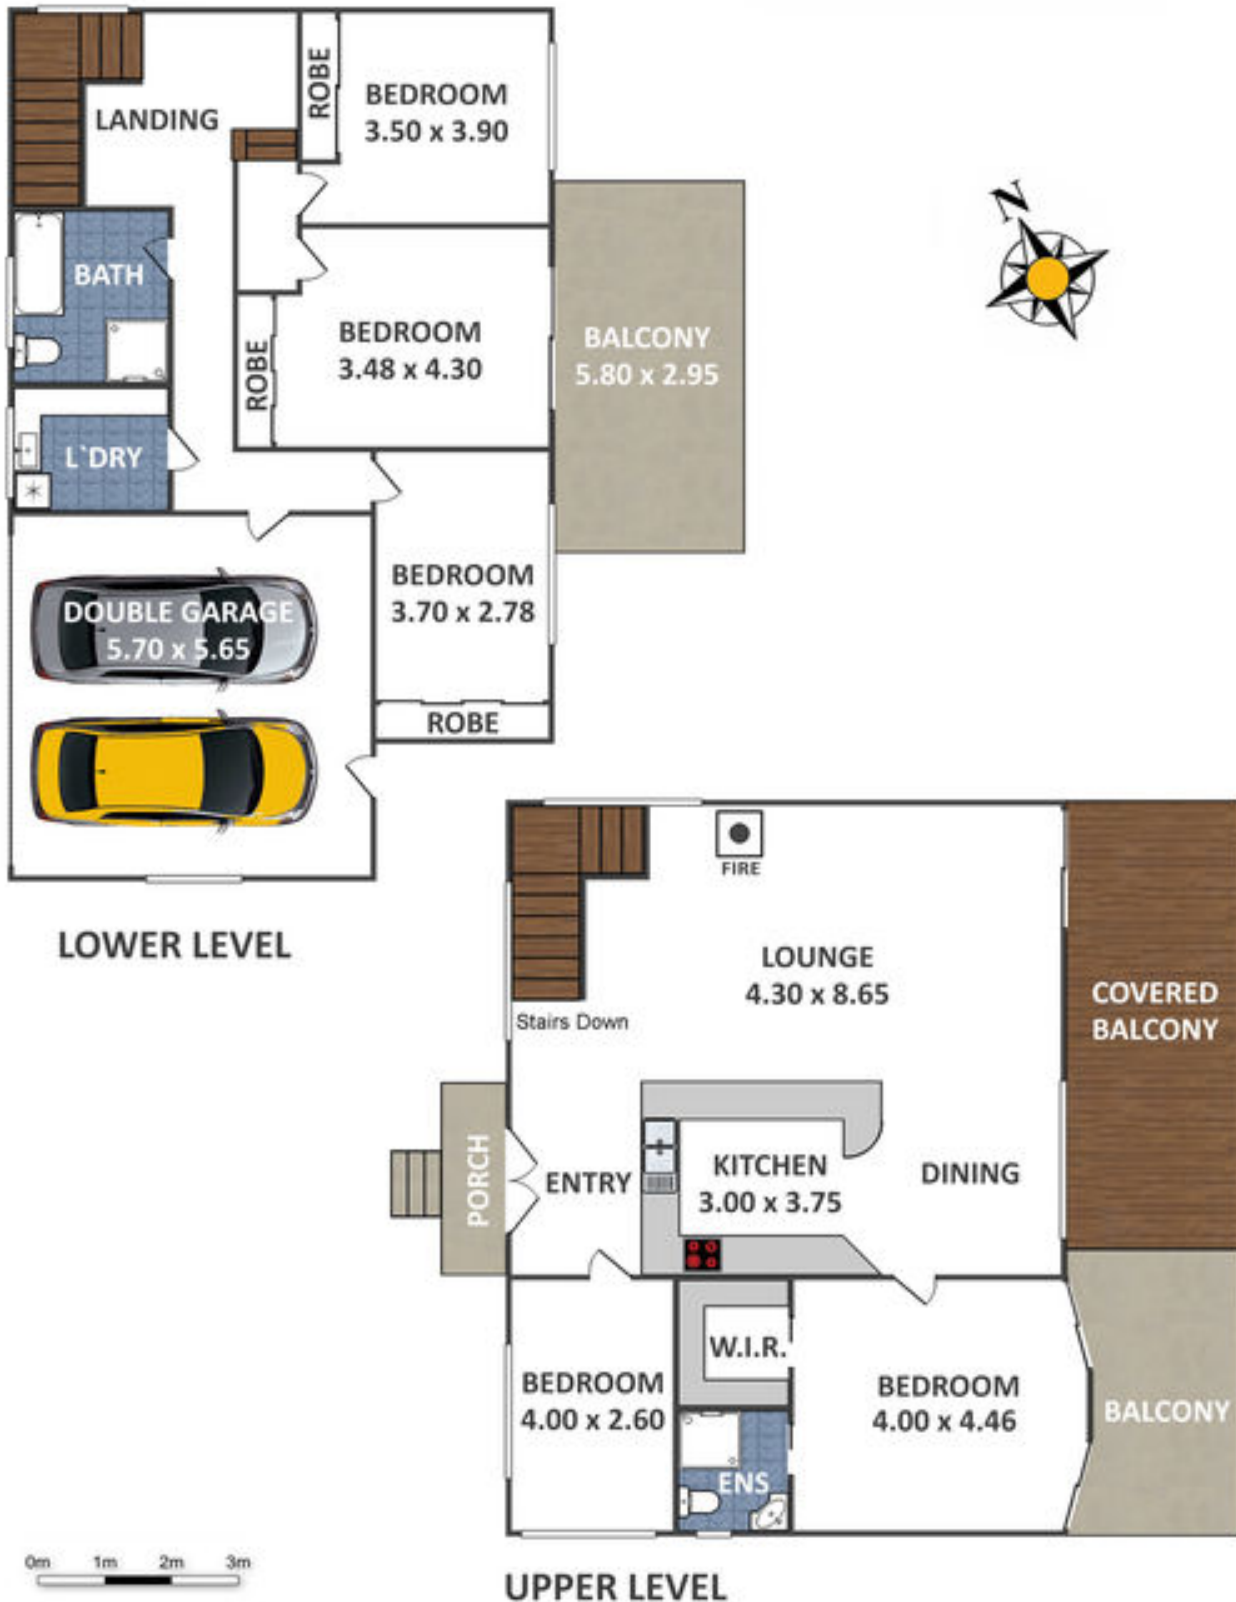 ROBE
BEDROOM
3.50 x 3.90
LANDING
N
BATH
ROBE
BEDROOM
3.48 x 4.30
BALCONY
5.80 x 2.95
L`DRY
BEDROOM
3.70 x 2.78
DOUBLE GARAGE
5.70 x 5.65
ROBE
LOWER LEVEL
FIRE
LOUNGE
4.30 x 8.65
COVERED
BALCONY
Stairs Down
PORCH
ENTRY
KITCHEN
3.00 x 3.75
DINING
W.I.R.
BEDROOM
4.00 x 2.60
BEDROOM
4.00 x 4.46
BALCONY
ENS
0m 1m 2m 3m
UPPER LEVEL